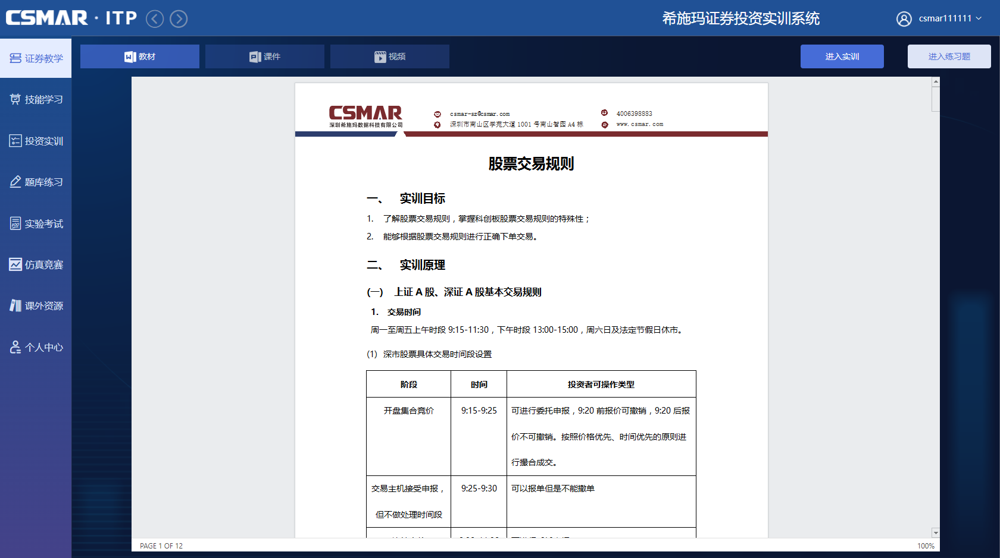 CSMAR · ITP
希施玛证券投资实训系统
csmar111111
证券教学
技能学习
投资实训
题库练习
实验考试
仿真竞赛
课外资源
个人中心
教材
课件
视频
进入实训
进入练习题
CSMAR
深圳希施玛数据科技有限公司
csmar-sz@csmar.com
4006398883
深圳市南山区学苑大道 1001 号南山智园 A4 栋
www.csmar.com
股票交易规则
一、 实训目标
1. 了解股票交易规则，掌握科创板股票交易规则的特殊性；
2. 能够根据股票交易规则进行正确下单交易。
二、 实训原理
(一) 上证 A 股、深证 A 股基本交易规则
1. 交易时间
周一至周五上午时段 9:15-11:30，下午时段 13:00-15:00，周六日及法定节假日休市。
(1) 深市股票具体交易时间段设置
阶段 时间 投资者可操作类型
开盘集合竞价 9:15-9:25 可进行委托申报，9:20 前报价可撤销，9:20 后报
价不可撤销。按照价格优先、时间优先的原则进
行撮合成交。
交易主机接受申报， 9:25-9:30 可以报单但是不能撤单
但不做处理时间段
PAGE 1 OF 12
100%